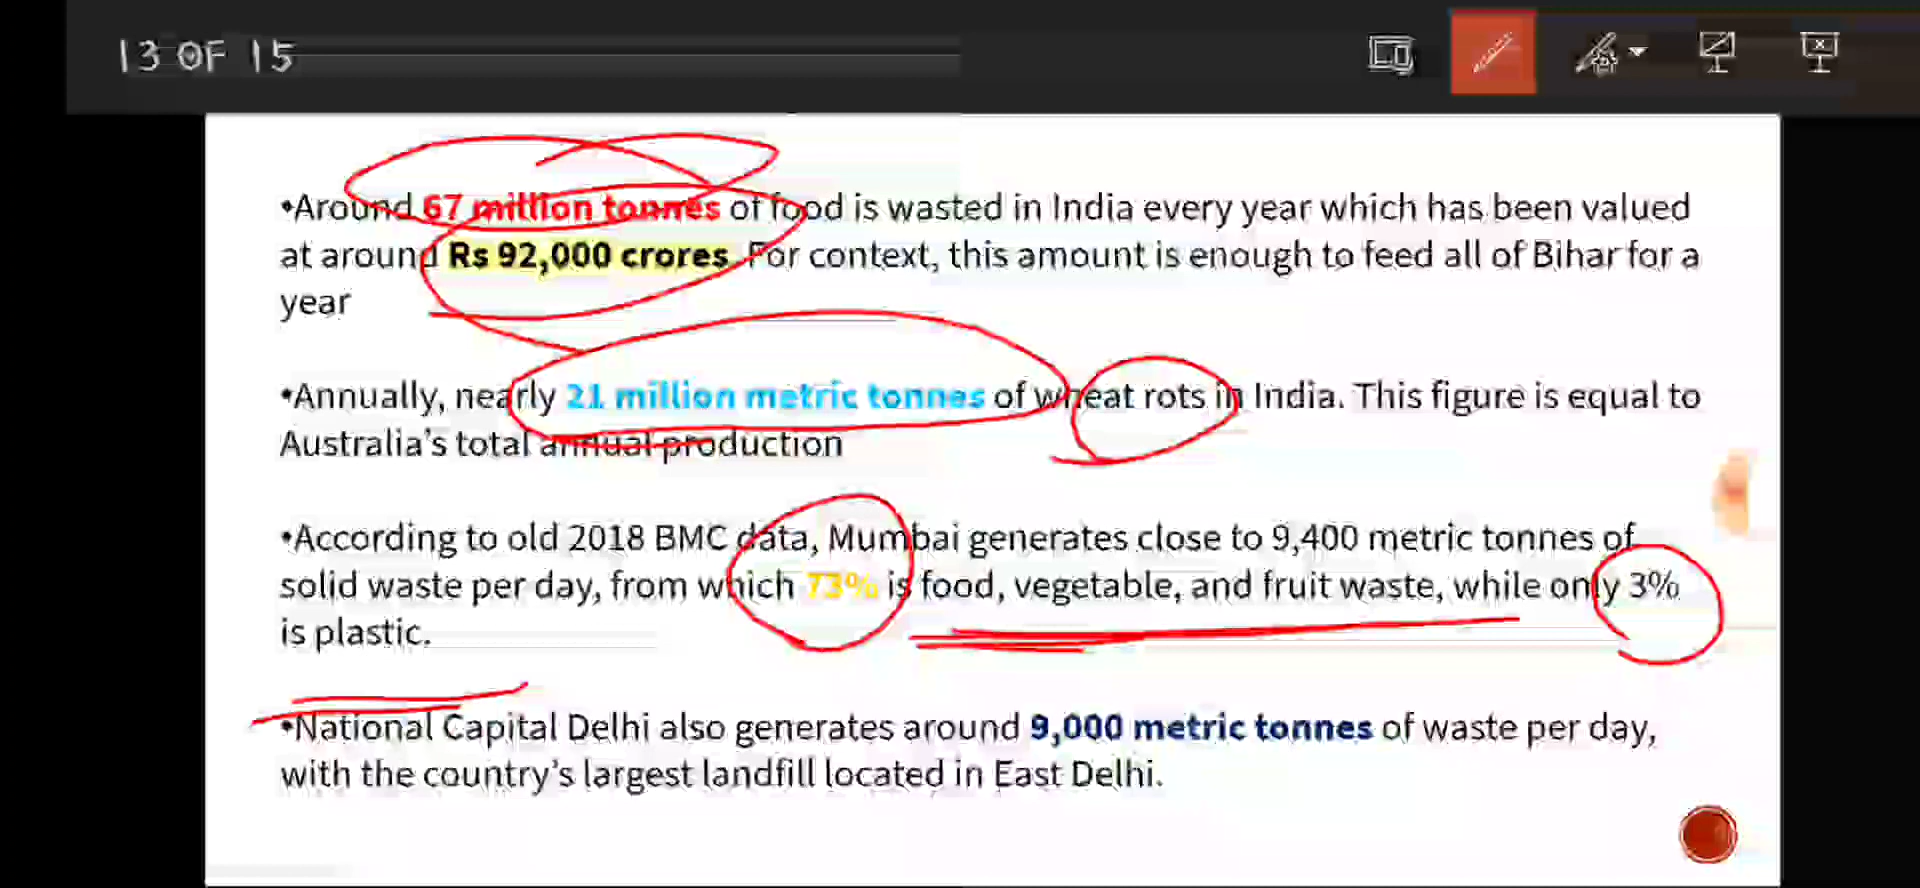 13 OF 15
•Around 67 million tonnes of food is wasted in India every year which has been valued
at around Rs 92,000 crores. For context, this amount is enough to feed all of Bihar for a
year
•Annually, nearly 21 million metric tonnes of wheat rots in India. This figure is equal to
Australia’s total annual production
•According to old 2018 BMC data, Mumbai generates close to 9,400 metric tonnes of
solid waste per day, from which 73% is food, vegetable, and fruit waste, while only 3%
is plastic.
•National Capital Delhi also generates around 9,000 metric tonnes of waste per day,
with the country’s largest landfill located in East Delhi.